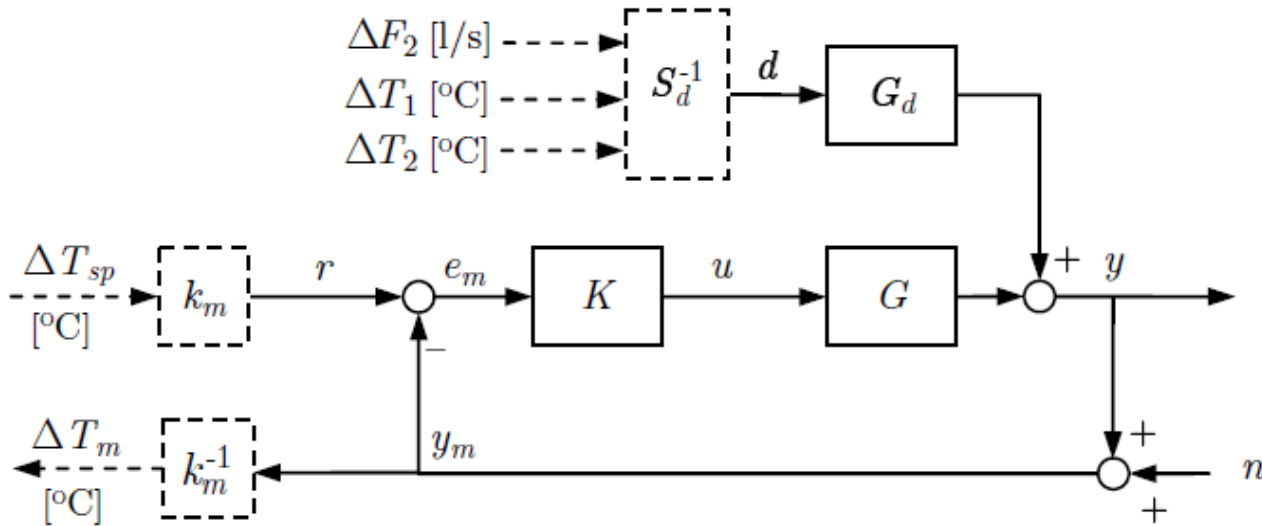 ΔF₂ [l/s]
ΔT₁ [°C]
ΔT₂ [°C]
S_d⁻¹
d
G_d
ΔT_sp
[°C]
k_m
r
e_m
−
K
u
G
+
y
ΔT_m
[°C]
k_m⁻¹
y_m
+
+
n